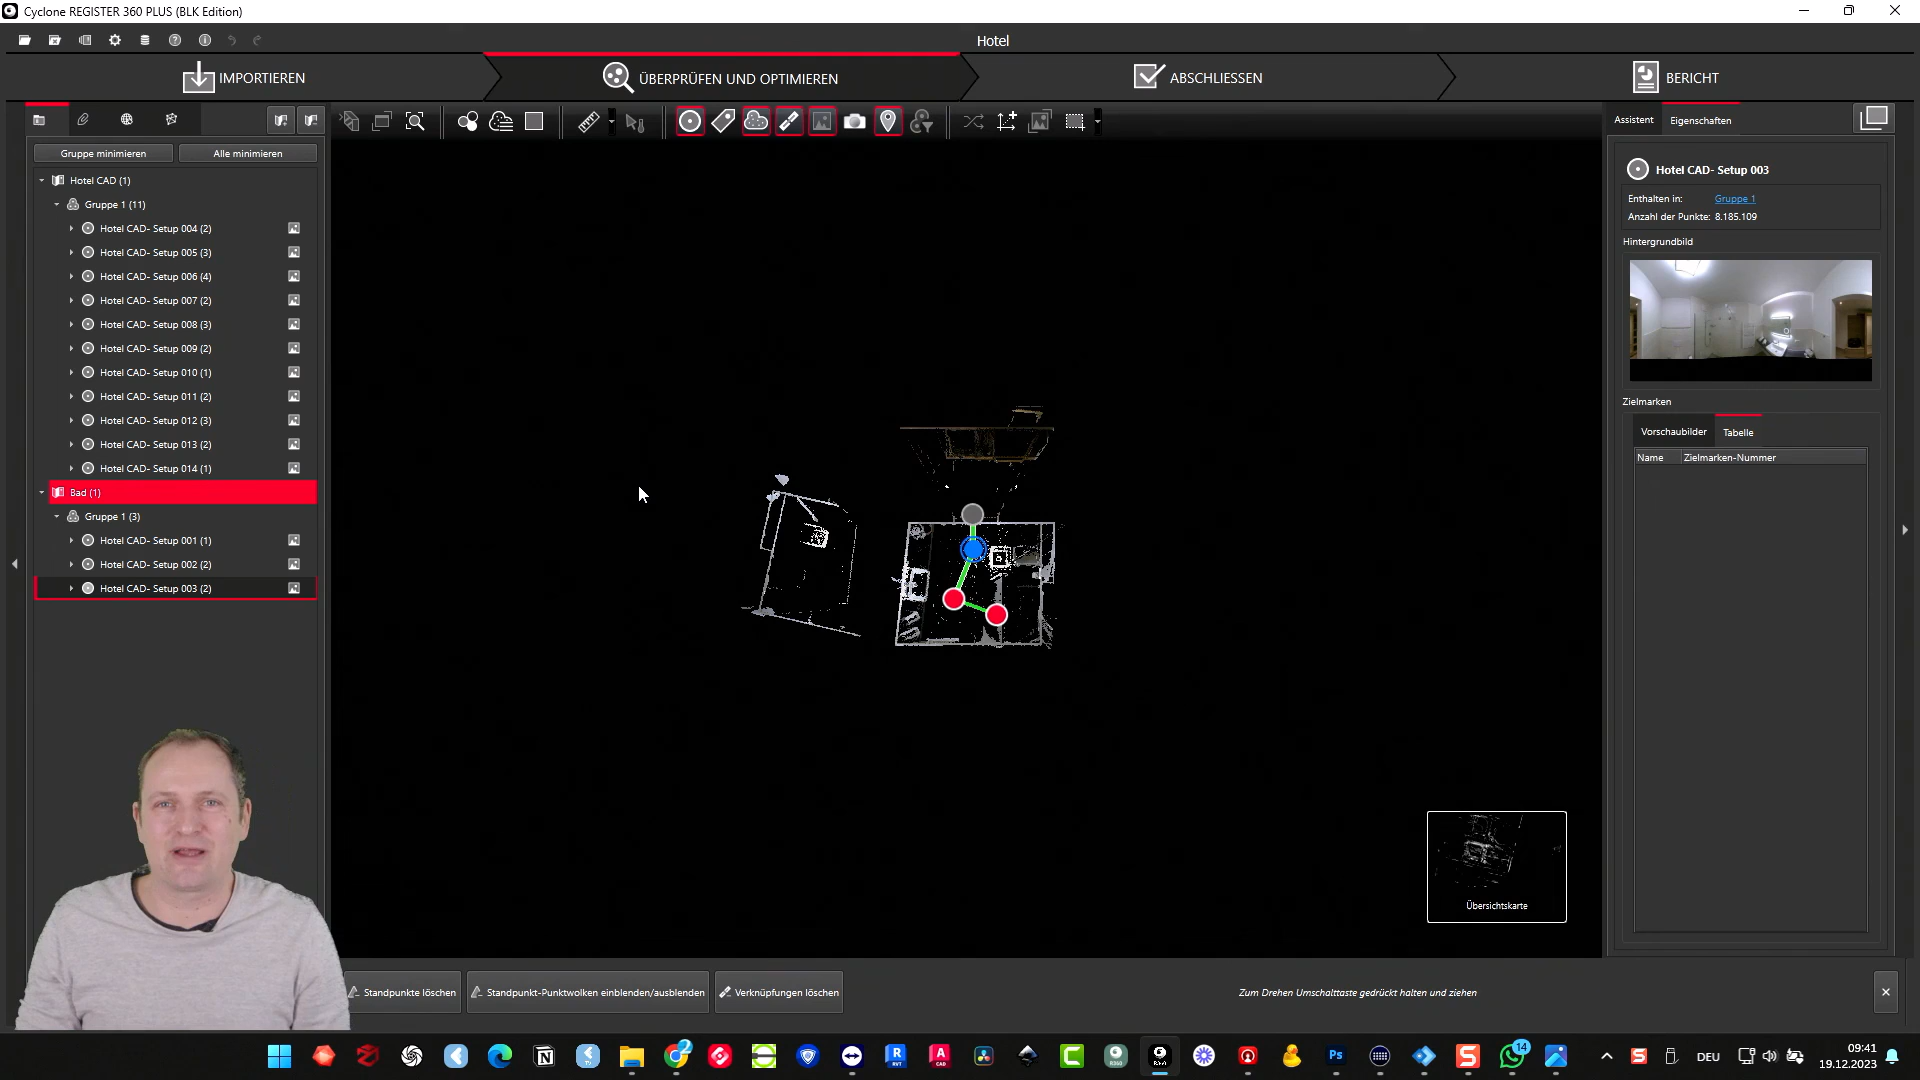 Cyclone REGISTER 360 PLUS (BLK Edition)
Hotel
IMPORTIEREN
ÜBERPRÜFEN UND OPTIMIEREN
ABSCHLIESSEN
BERICHT
Gruppe minimieren
Alle minimieren
Hotel CAD (1)
Gruppe 1 (11)
Hotel CAD- Setup 004 (2)
Hotel CAD- Setup 005 (3)
Hotel CAD- Setup 006 (4)
Hotel CAD- Setup 007 (2)
Hotel CAD- Setup 008 (3)
Hotel CAD- Setup 009 (2)
Hotel CAD- Setup 010 (1)
Hotel CAD- Setup 011 (2)
Hotel CAD- Setup 012 (3)
Hotel CAD- Setup 013 (2)
Hotel CAD- Setup 014 (1)
Bad (1)
Gruppe 1 (3)
Hotel CAD- Setup 001 (1)
Hotel CAD- Setup 002 (2)
Hotel CAD- Setup 003 (2)
Übersichtskarte
Assistent
Eigenschaften
Hotel CAD- Setup 003
Enthalten in: Gruppe 1
Anzahl der Punkte: 8.185.109
Hintergrundbild
Zielmarken
Vorschaubilder
Tabelle
Name
Zielmarken-Nummer
Standpunkte löschen
Standpunkt-Punktwolken einblenden/ausblenden
Verknüpfungen löschen
Zum Drehen Umschalttaste gedrückt halten und ziehen
2
R
RVT
A
CAD
C
Ps
S
14
S
DEU
09:41
19.12.2023